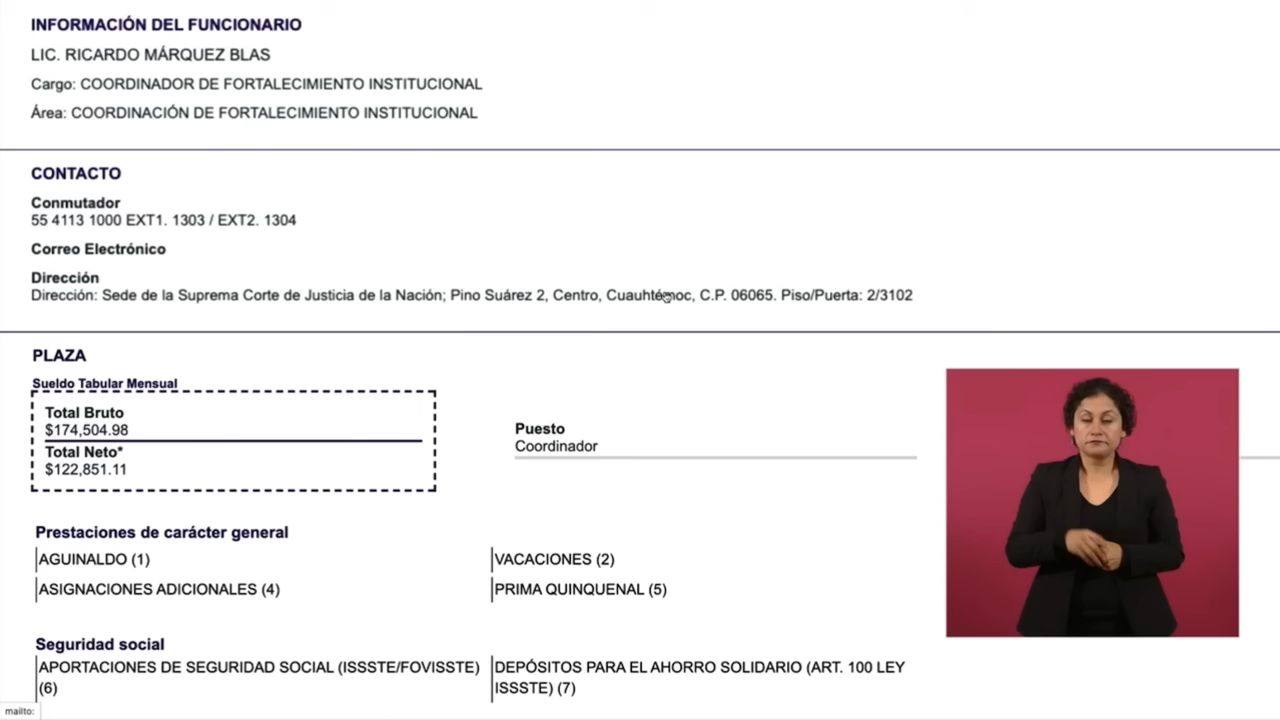 INFORMACIÓN DEL FUNCIONARIO
LIC. RICARDO MÁRQUEZ BLAS
Cargo: COORDINADOR DE FORTALECIMIENTO INSTITUCIONAL
Área: COORDINACIÓN DE FORTALECIMIENTO INSTITUCIONAL
CONTACTO
Conmutador
55 4113 1000 EXT1. 1303 / EXT2. 1304
Correo Electrónico
Dirección
Dirección: Sede de la Suprema Corte de Justicia de la Nación; Pino Suárez 2, Centro, Cuauhtémoc, C.P. 06065. Piso/Puerta: 2/3102
PLAZA
Sueldo Tabular Mensual
Total Bruto
$174,504.98
Total Neto*
$122,851.11
Puesto
Coordinador
Prestaciones de carácter general
AGUINALDO (1)
VACACIONES (2)
ASIGNACIONES ADICIONALES (4)
PRIMA QUINQUENAL (5)
Seguridad social
APORTACIONES DE SEGURIDAD SOCIAL (ISSSTE/FOVISSTE)
(6)
DEPÓSITOS PARA EL AHORRO SOLIDARIO (ART. 100 LEY
ISSSTE) (7)
mailto: